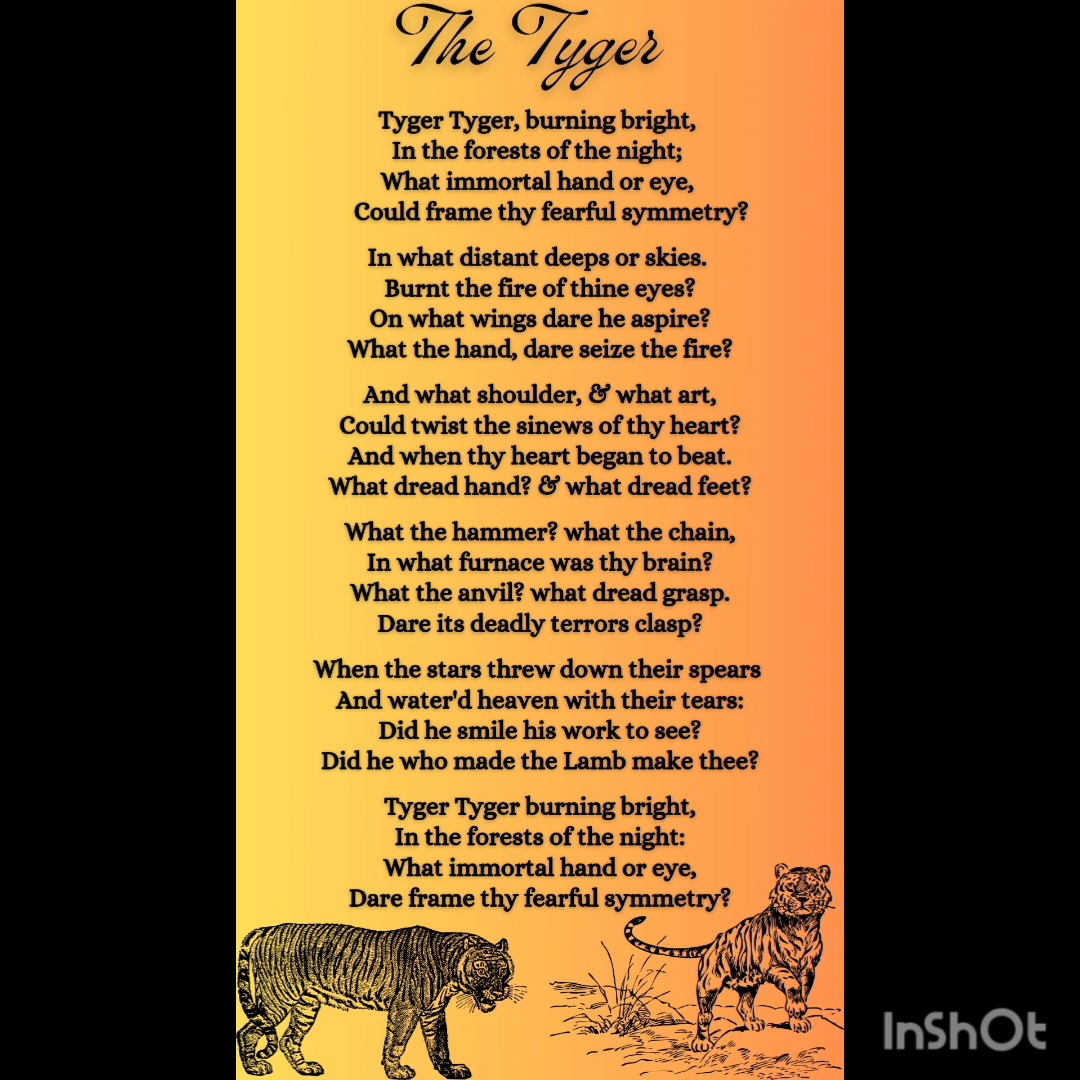 The Tyger
Tyger Tyger, burning bright,
In the forests of the night;
What immortal hand or eye,
Could frame thy fearful symmetry?
In what distant deeps or skies.
Burnt the fire of thine eyes?
On what wings dare he aspire?
What the hand, dare seize the fire?
And what shoulder, & what art,
Could twist the sinews of thy heart?
And when thy heart began to beat.
What dread hand? & what dread feet?
What the hammer? what the chain,
In what furnace was thy brain?
What the anvil? what dread grasp.
Dare its deadly terrors clasp?
When the stars threw down their spears
And water'd heaven with their tears:
Did he smile his work to see?
Did he who made the Lamb make thee?
Tyger Tyger burning bright,
In the forests of the night:
What immortal hand or eye,
Dare frame thy fearful symmetry?
InShOt